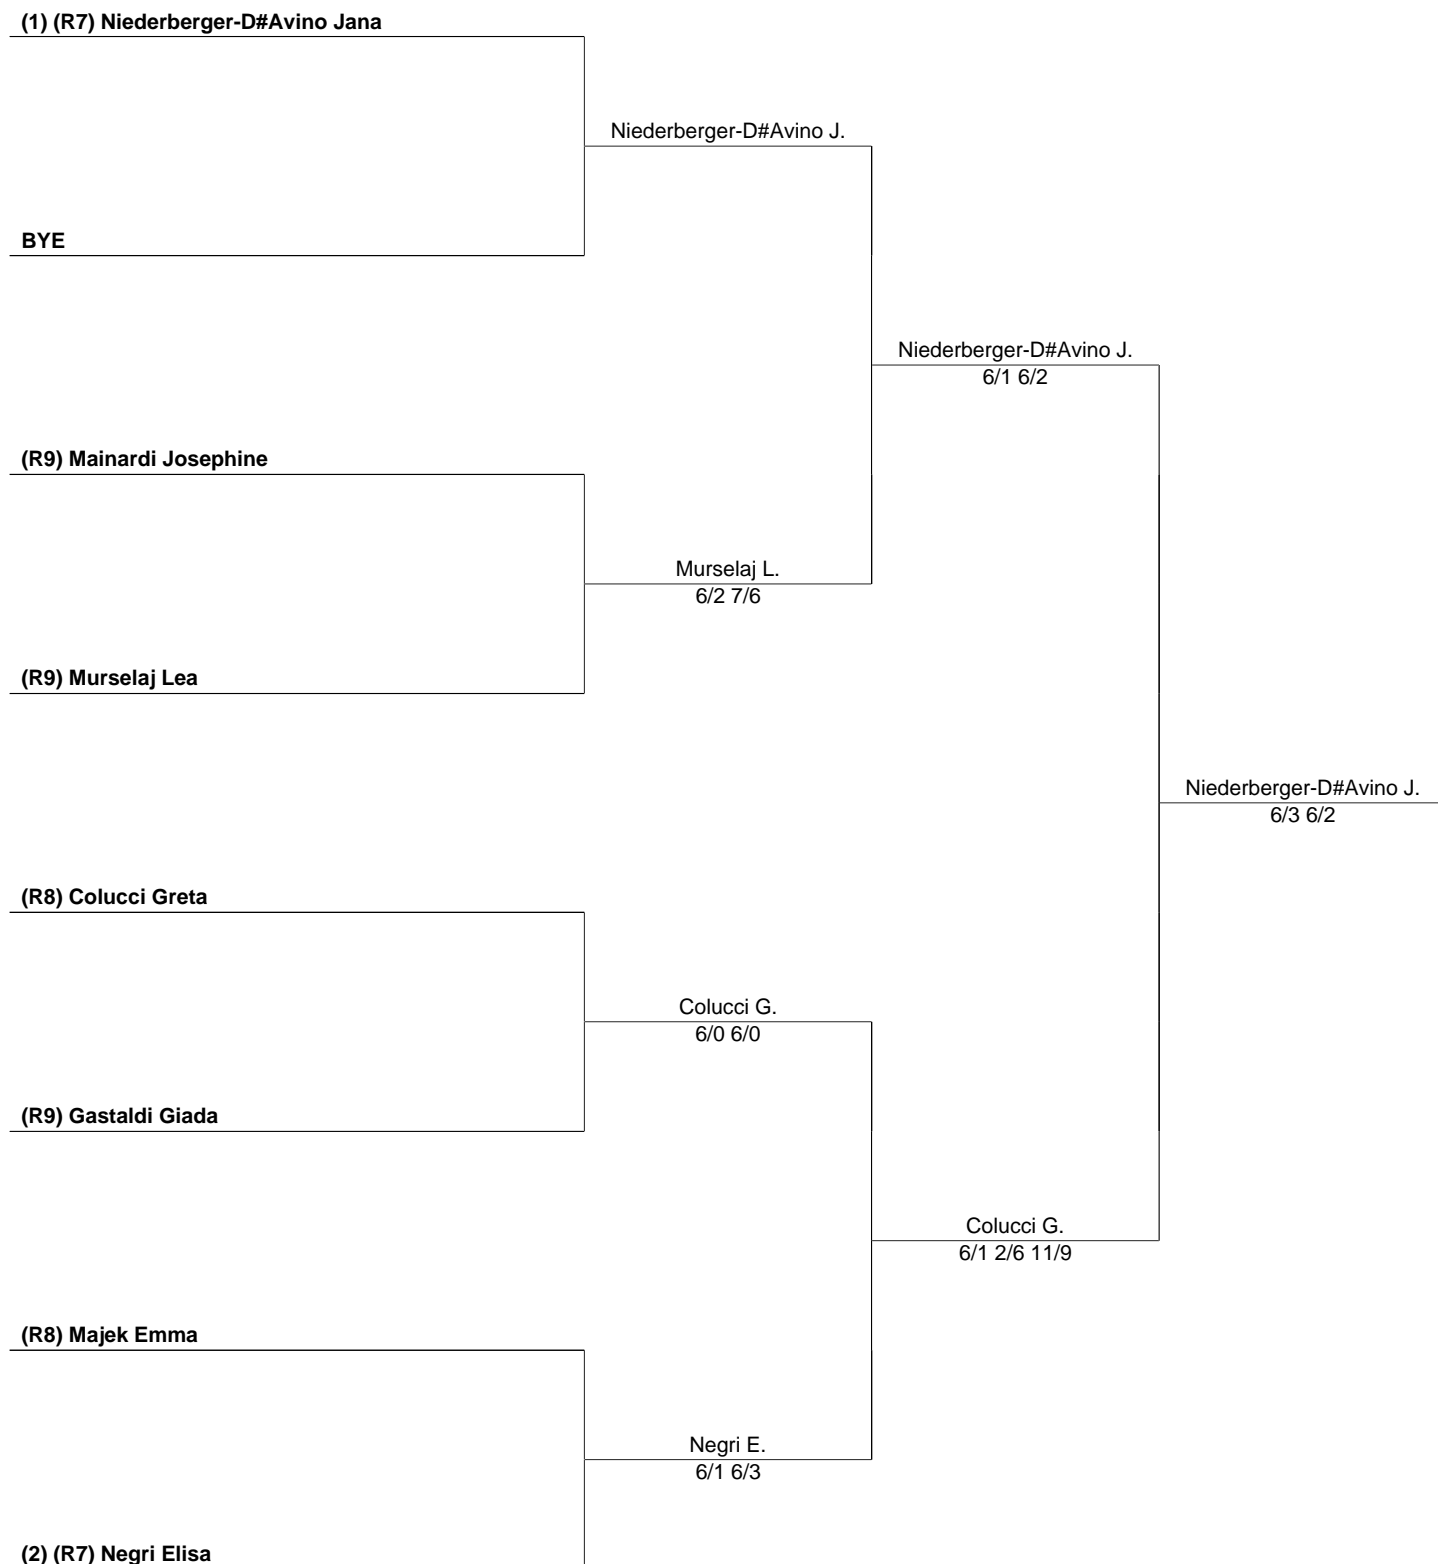 (1) (R7) Niederberger-D#Avino Jana
Niederberger-D#Avino J.
BYE
Niederberger-D#Avino J.
6/1 6/2
(R9) Mainardi Josephine
Murselaj L.
6/2 7/6
(R9) Murselaj Lea
Niederberger-D#Avino J.
6/3 6/2
(R8) Colucci Greta
Colucci G.
6/0 6/0
(R9) Gastaldi Giada
Colucci G.
6/1 2/6 11/9
(R8) Majek Emma
Negri E.
6/1 6/3
(2) (R7) Negri Elisa